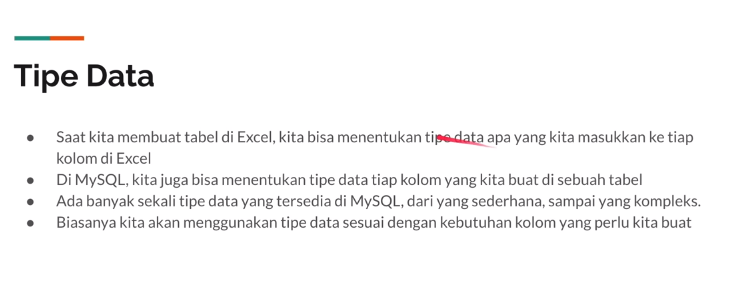 Tipe Data
● Saat kita membuat tabel di Excel, kita bisa menentukan tipe data apa yang kita masukkan ke tiap
kolom di Excel
● Di MySQL, kita juga bisa menentukan tipe data tiap kolom yang kita buat di sebuah tabel
● Ada banyak sekali tipe data yang tersedia di MySQL, dari yang sederhana, sampai yang kompleks.
● Biasanya kita akan menggunakan tipe data sesuai dengan kebutuhan kolom yang perlu kita buat